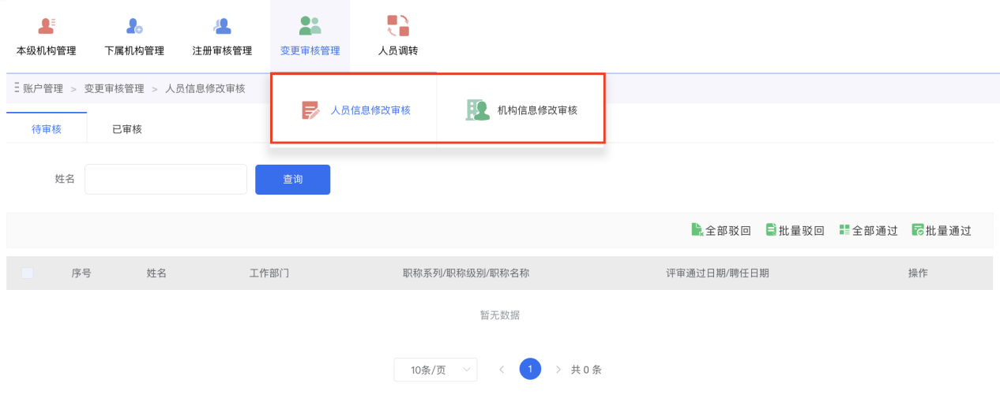 本级机构管理 下属机构管理 注册审核管理 变更审核管理 人员调转
账户管理 > 变更审核管理 > 人员信息修改审核
人员信息修改审核 机构信息修改审核
待审核 已审核
姓名 查询
全部驳回 批量驳回 全部通过 批量通过
序号 姓名 工作部门 职称系列/职称级别/职称名称 评审通过日期/聘任日期 操作
暂无数据
10条/页 < 1 > 共 0 条